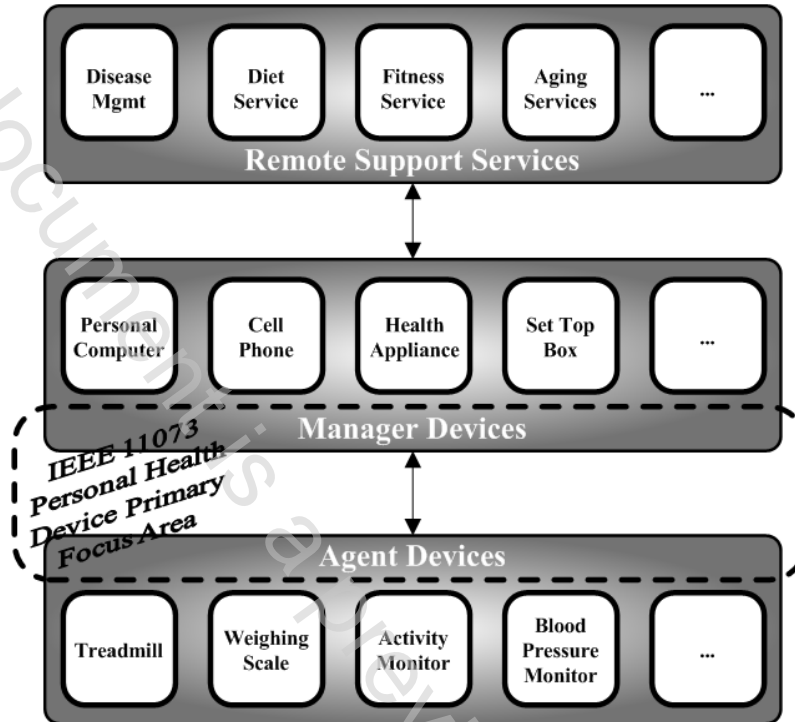 Disease
Mgmt
Diet
Service
Fitness
Service
Aging
Services
...
Remote Support Services
Personal
Computer
Cell
Phone
Health
Appliance
Set Top
Box
...
Manager Devices
IEEE 11073
Personal Health
Device Primary
Focus Area
Agent Devices
Treadmill
Weighing
Scale
Activity
Monitor
Blood
Pressure
Monitor
...
document is a